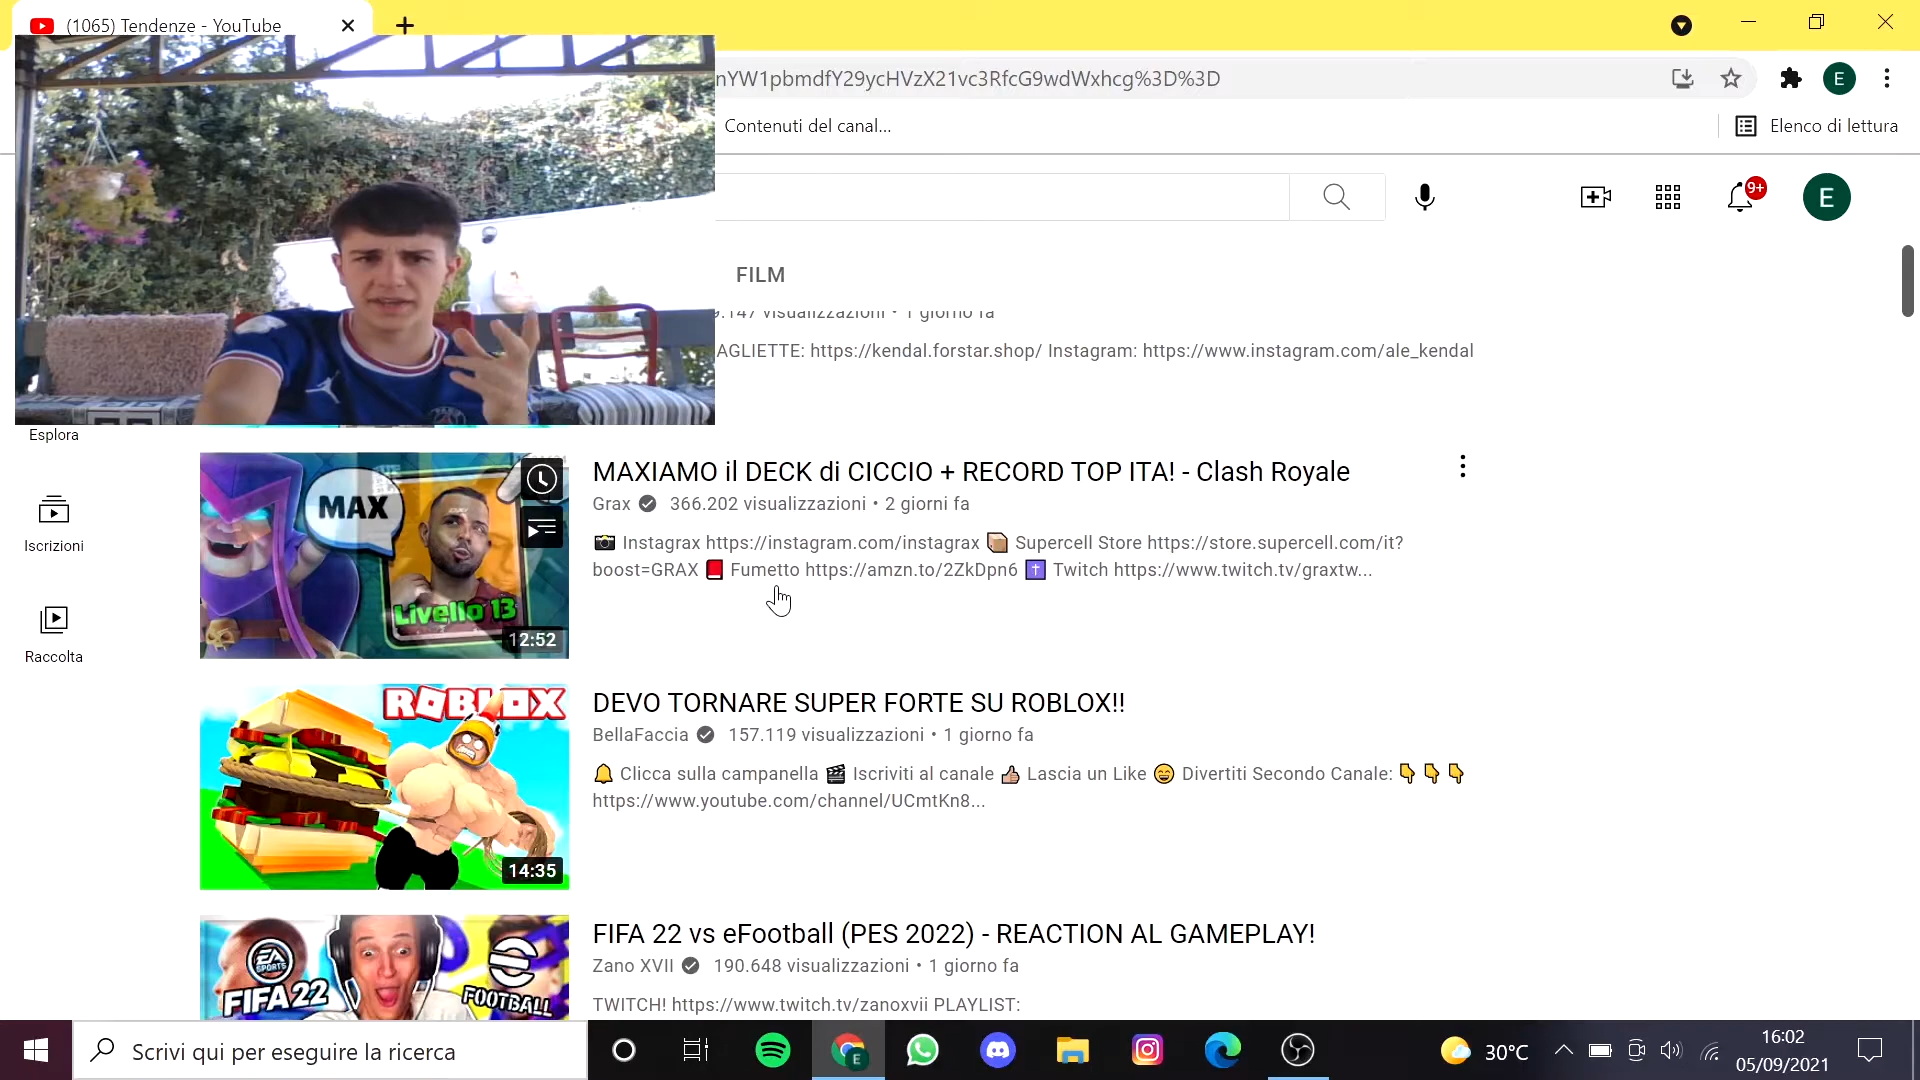 (1065) Tendenze - YouTube
nYW1pbmdfY29ycHVzX21vc3RfcG9wdWxhcg%3D%3D
E
Contenuti del canal...
Elenco di lettura
9+
E
FILM
visualizzazioni • 1 giorno fa
AGLIETTE: https://kendal.forstar.shop/ Instagram: https://www.instagram.com/ale_kendal
Esplora
Iscrizioni
Raccolta
MAX
Livello 13
12:52
MAXIAMO il DECK di CICCIO + RECORD TOP ITA! - Clash Royale
Grax 366.202 visualizzazioni • 2 giorni fa
📷 Instagrax https://instagram.com/instagrax 📦 Supercell Store https://store.supercell.com/it?
boost=GRAX 📕 Fumetto https://amzn.to/2ZkDpn6 ✝️ Twitch https://www.twitch.tv/graxtw...
ROBLOX
14:35
DEVO TORNARE SUPER FORTE SU ROBLOX!!
BellaFaccia 157.119 visualizzazioni • 1 giorno fa
🔔 Clicca sulla campanella 🎬 Iscriviti al canale 👍 Lascia un Like 😄 Divertiti Secondo Canale: 👇 👇 👇
https://www.youtube.com/channel/UCmtKn8...
EA
SPORTS
FIFA 22
FOOTBALL
FIFA 22 vs eFootball (PES 2022) - REACTION AL GAMEPLAY!
Zano XVII 190.648 visualizzazioni • 1 giorno fa
TWITCH! https://www.twitch.tv/zanoxvii PLAYLIST:
Scrivi qui per eseguire la ricerca
E
30°C
16:02
05/09/2021